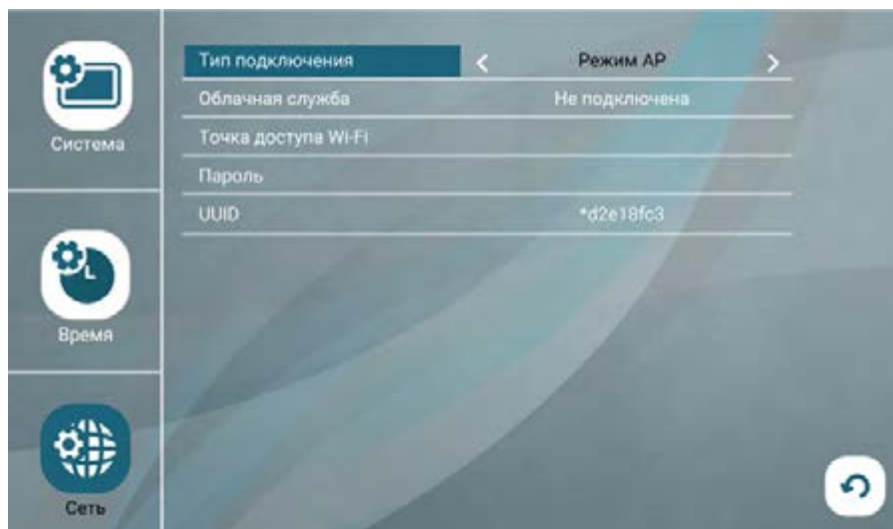 Система
Время
Сеть
Тип подключения < Режим AP >
Облачная служба Не подключена
Точка доступа Wi-Fi
Пароль
UUID *d2e18fc3